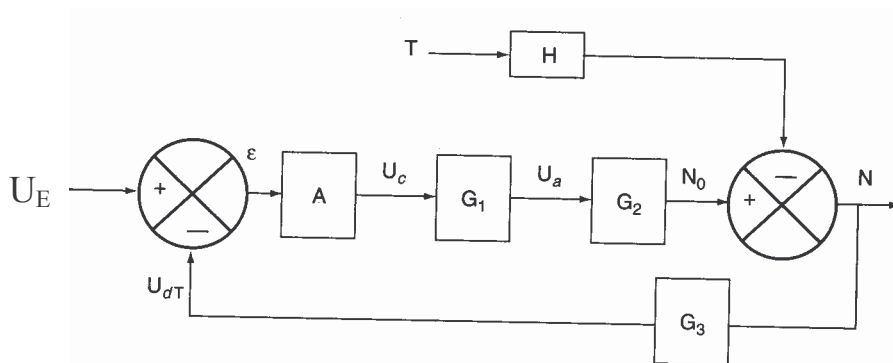 T
H
U_E
+
−
ε
A
U_c
G_1
U_a
G_2
N_0
+
−
N
U_dT
G_3